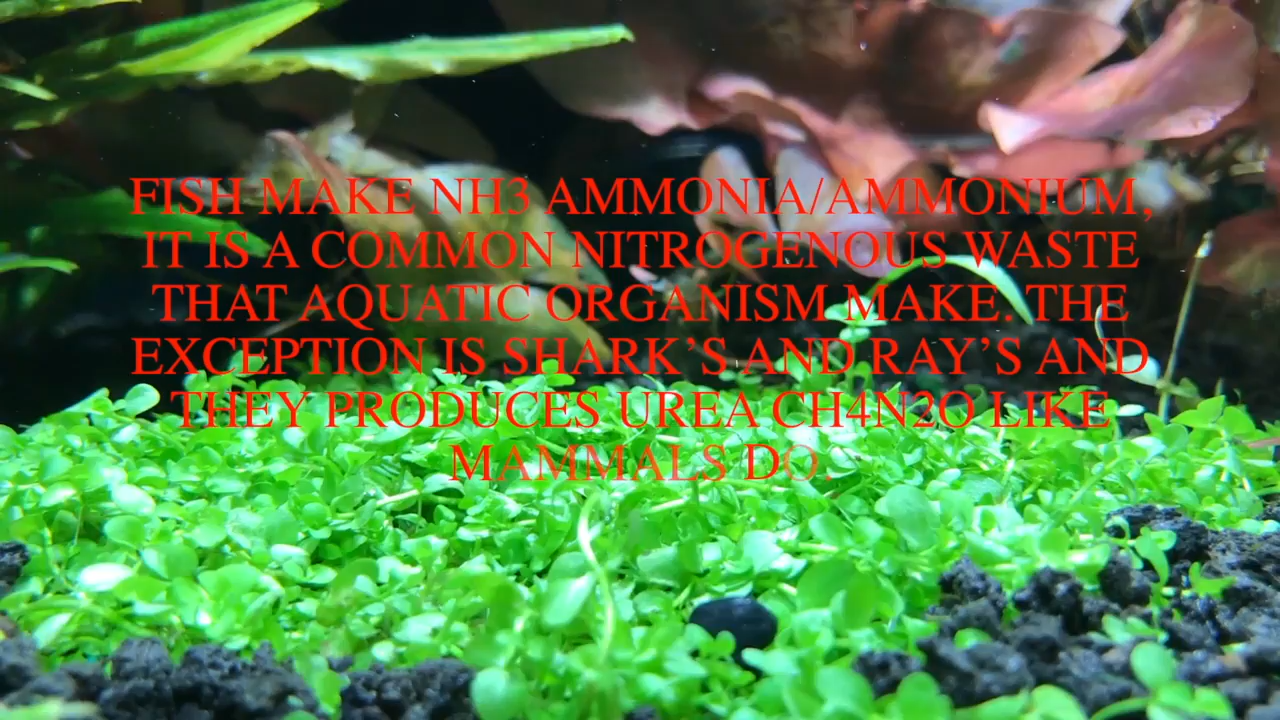 FISH MAKE NH3 AMMONIA/AMMONIUM,
IT IS A COMMON NITROGENOUS WASTE
THAT AQUATIC ORGANISM MAKE. THE
EXCEPTION IS SHARK’S AND RAY’S AND
THEY PRODUCES UREA CH4N2O LIKE
MAMMALS DO.